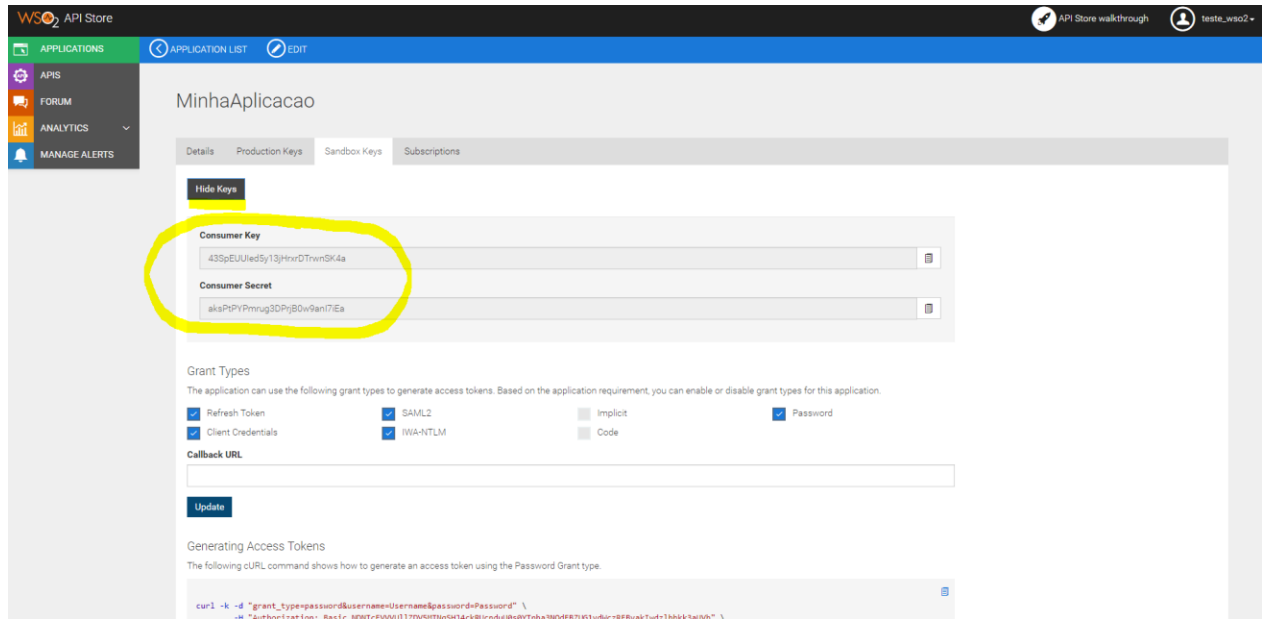 WSO2 API Store
API Store walkthrough
teste_wso2
APPLICATIONS
APPLICATION LIST
EDIT
APIS
FORUM
ANALYTICS
MANAGE ALERTS
MinhaAplicacao
Details Production Keys Sandbox Keys Subscriptions
Hide Keys
Consumer Key
43SpEUUIed5y13jHrxrDTrwnSK4a
Consumer Secret
aksPtPYPmrug3DPrjB0w9anI7iEa
Grant Types
The application can use the following grant types to generate access tokens. Based on the application requirement, you can enable or disable grant types for this application.
Refresh Token SAML2 Implicit Password
Client Credentials IWA-NTLM Code
Callback URL
Update
Generating Access Tokens
The following cURL command shows how to generate an access token using the Password Grant type.
curl -k -d "grant_type=password&username=Username&password=Password" \
-H "Authorization: Basic